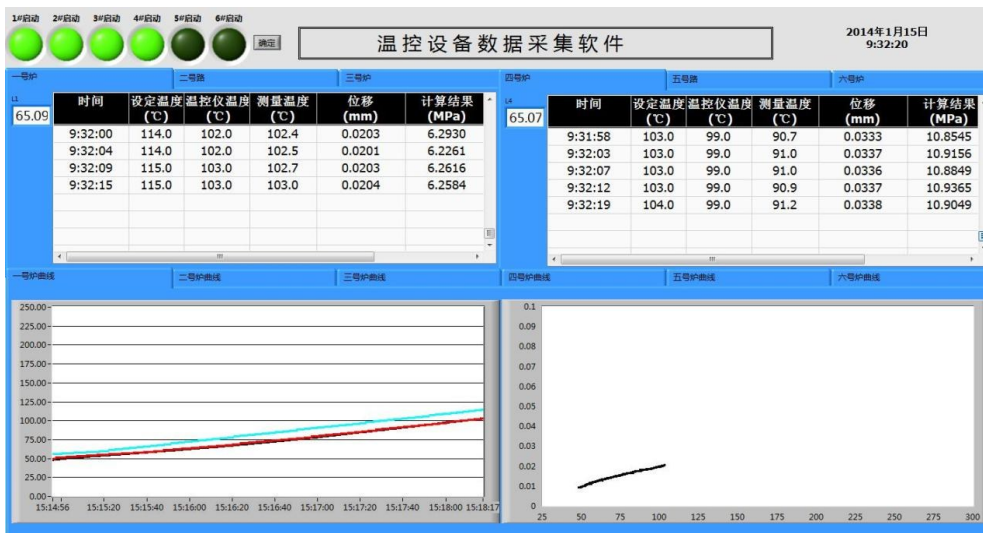 1#启动 2#启动 3#启动 4#启动 5#启动 6#启动
确定
温控设备数据采集软件
2014年1月15日
9:32:20
一号炉 二号路 三号炉
L1
65.09
时间 设定温度(℃) 温控仪温度(℃) 测量温度(℃) 位移(mm) 计算结果(MPa)
9:32:00 114.0 102.0 102.4 0.0203 6.2930
9:32:04 114.0 102.0 102.5 0.0201 6.2261
9:32:09 115.0 103.0 102.7 0.0203 6.2616
9:32:15 115.0 103.0 103.0 0.0204 6.2584
四号炉 五号路 六号炉
L4
65.07
时间 设定温度(℃) 温控仪温度(℃) 测量温度(℃) 位移(mm) 计算结果(MPa)
9:31:58 103.0 99.0 90.7 0.0333 10.8545
9:32:03 103.0 99.0 91.0 0.0337 10.9156
9:32:07 103.0 99.0 91.0 0.0336 10.8849
9:32:12 103.0 99.0 90.9 0.0337 10.9365
9:32:19 104.0 99.0 91.2 0.0338 10.9049
一号炉曲线 二号炉曲线 三号炉曲线
250.00
225.00
200.00
175.00
150.00
125.00
100.00
75.00
50.00
25.00
0.00
15:14:56 15:15:20 15:15:40 15:16:00 15:16:20 15:16:40 15:17:00 15:17:20 15:17:40 15:18:00 15:18:17
四号炉曲线 五号炉曲线 六号炉曲线
0.1
0.09
0.08
0.07
0.06
0.05
0.04
0.03
0.02
0.01
0
25 50 75 100 125 150 175 200 225 250 275 300